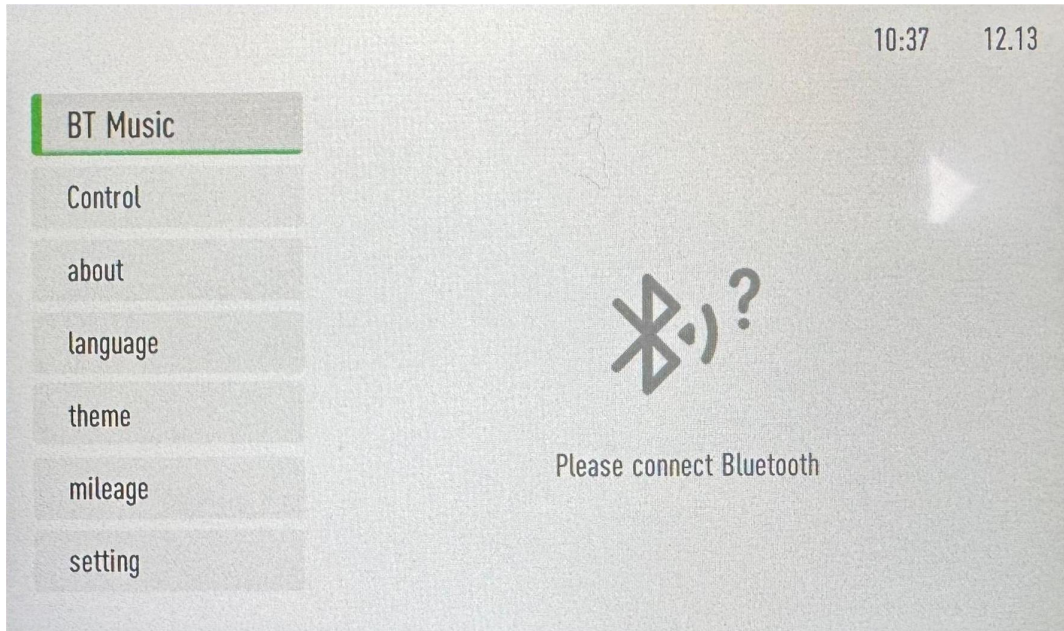 10:37 12.13
BT Music
Control
about
language
theme
mileage
setting
?
Please connect Bluetooth